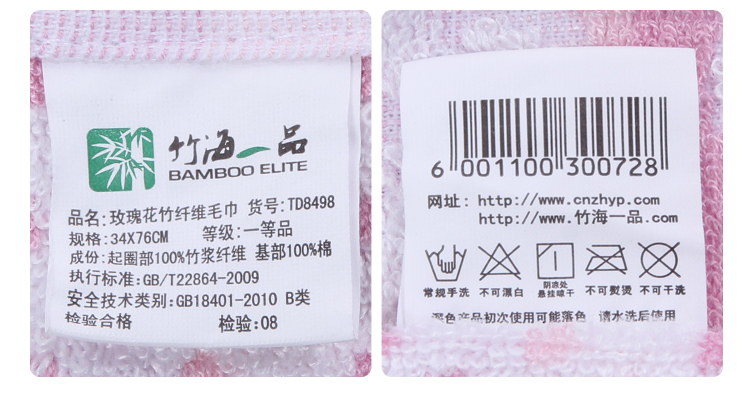 竹海一品
BAMBOO ELITE
品名:玫瑰花竹纤维毛巾 货号:TD8498
规格:34X76CM 等级:一等品
成份:起圈部100%竹浆纤维 基部100%棉
执行标准:GB/T22864-2009
安全技术类别:GB18401-2010 B类
检验合格 检验:08
6 001100 300728
网址: http://www.cnzhyp.com
http://www.竹海一品.com
常规手洗 不可漂白 阴凉处悬挂晾干 不可熨烫 不可干洗
深色产品初次使用可能落色 请水洗后使用